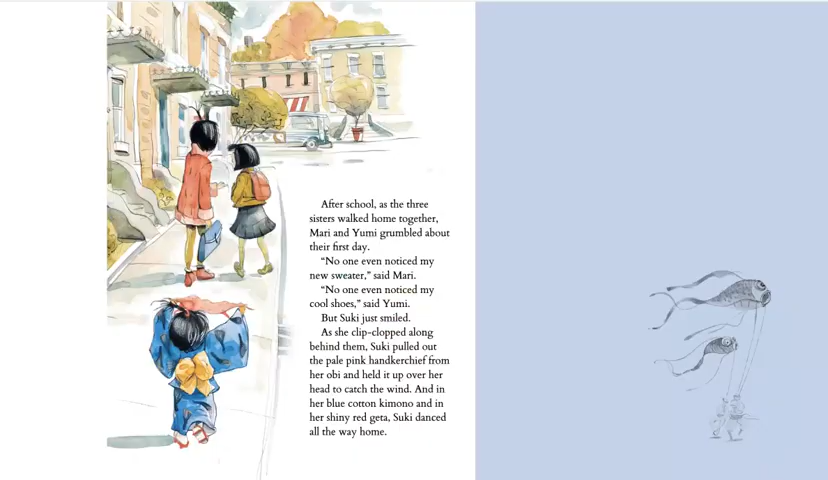 After school, as the three
sisters walked home together,
Mari and Yumi grumbled about
their first day.
“No one even noticed my
new sweater,” said Mari.
“No one even noticed my
cool shoes,” said Yumi.
But Suki just smiled.
As she clip-clopped along
behind them, Suki pulled out
the pale pink handkerchief from
her obi and held it up over her
head to catch the wind. And in
her blue cotton kimono and in
her shiny red geta, Suki danced
all the way home.